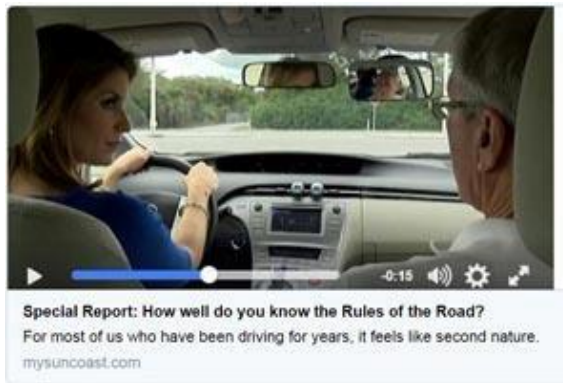 -0:15
Special Report: How well do you know the Rules of the Road?
For most of us who have been driving for years, it feels like second nature.
mysuncoast.com